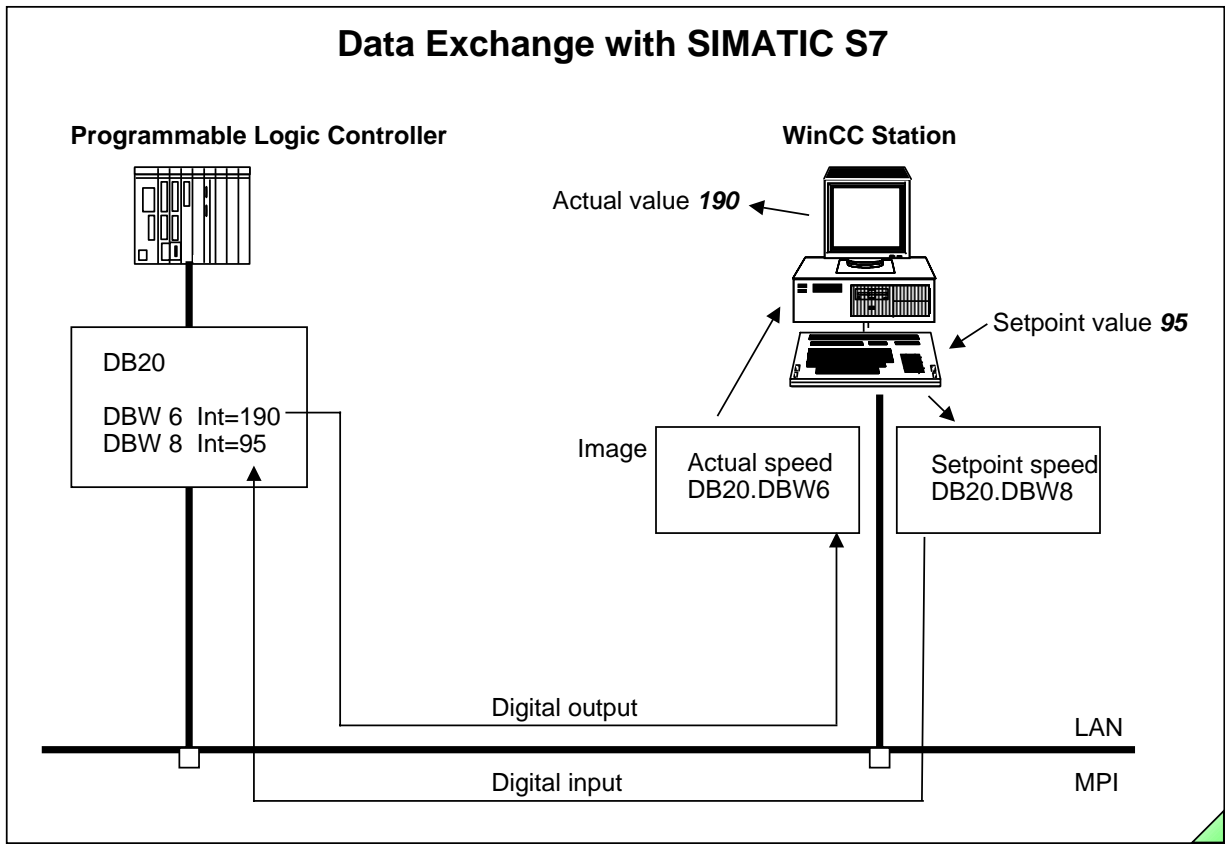 Data Exchange with SIMATIC S7
Programmable Logic Controller
WinCC Station
Actual value 190
Setpoint value 95
DB20
DBW 6 Int=190
DBW 8 Int=95
Image
Actual speed
DB20.DBW6
Setpoint speed
DB20.DBW8
Digital output
LAN
Digital input
MPI